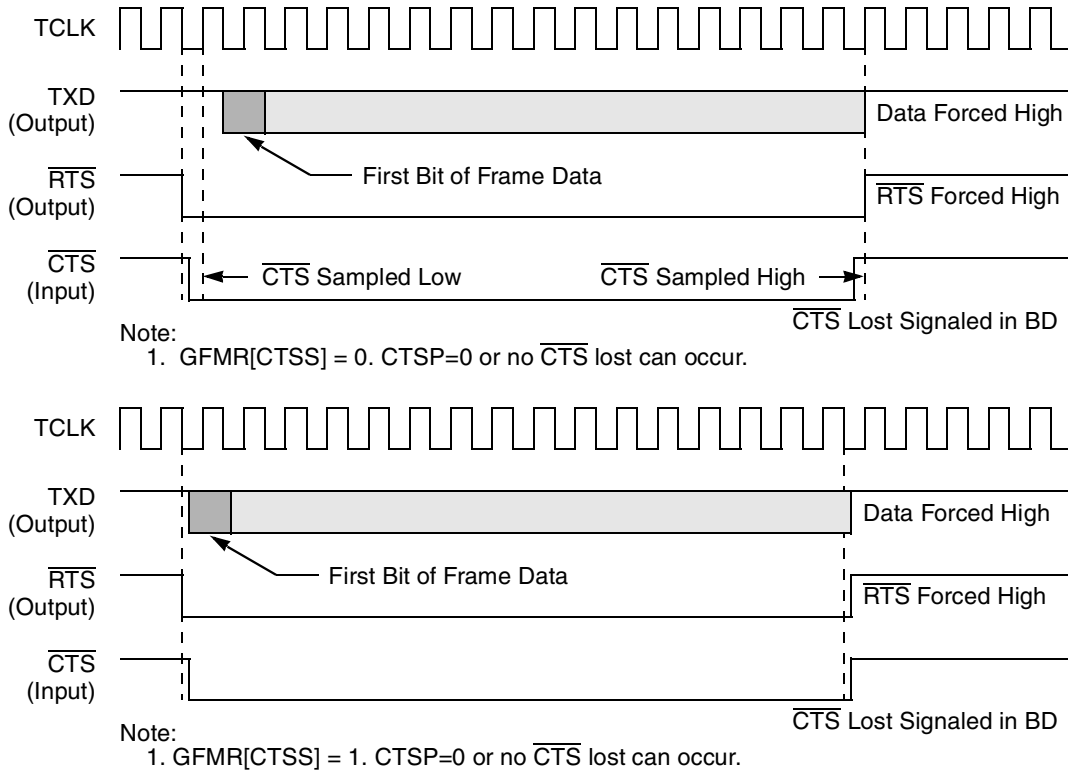 TCLK
TXD
(Output)
Data Forced High
First Bit of Frame Data
RTS
(Output)
RTS Forced High
CTS
(Input)
CTS Sampled Low
CTS Sampled High
CTS Lost Signaled in BD
Note:
1. GFMR[CTSS] = 0. CTSP=0 or no CTS lost can occur.
TCLK
TXD
(Output)
Data Forced High
First Bit of Frame Data
RTS
(Output)
RTS Forced High
CTS
(Input)
CTS Lost Signaled in BD
Note:
1. GFMR[CTSS] = 1. CTSP=0 or no CTS lost can occur.